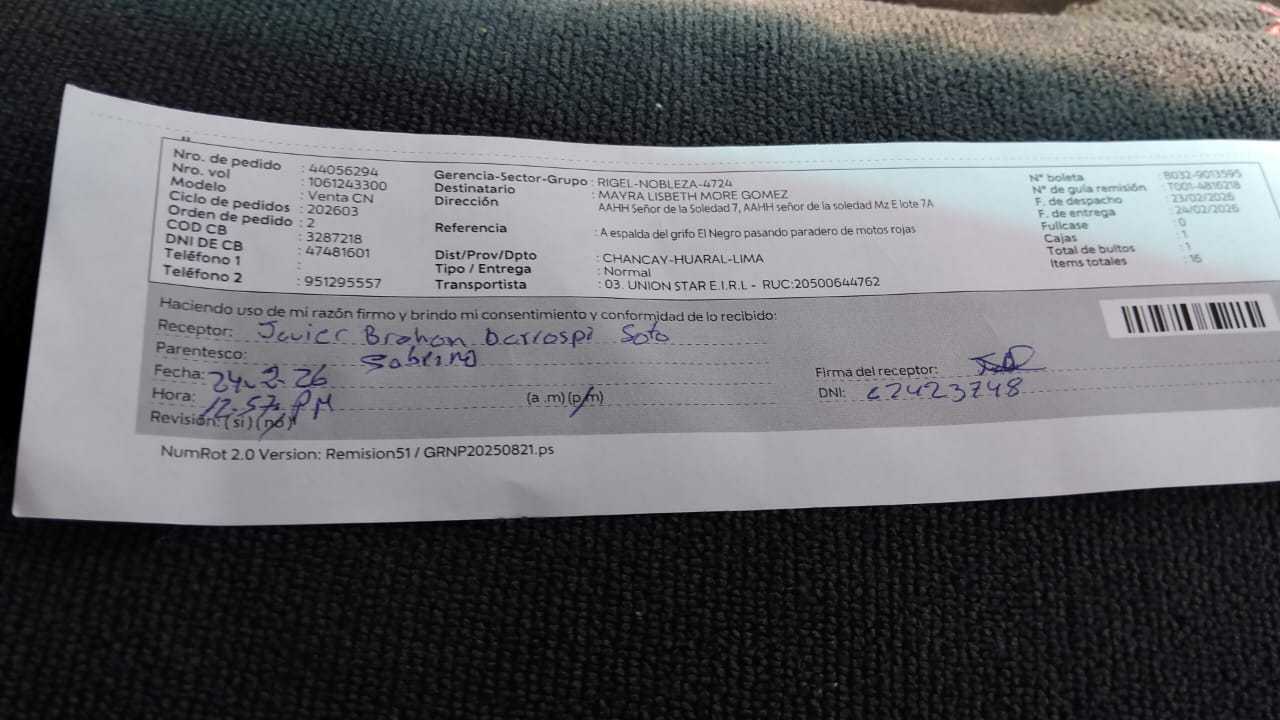 Nro. de pedido : 44056294
Nro. vol : 1061243300
Modelo : Venta CN
Ciclo de pedidos : 202603
Orden de pedido : 2
COD CB : 3287218
DNI DE CB : 47481601
Teléfono 1 :
Teléfono 2 : 951295557
Gerencia-Sector-Grupo : RIGEL-NOBLEZA-4724
Destinatario : MAYRA LISBETH MORE GOMEZ
Dirección AAHH Señor de la Soledad 7, AAHH señor de la soledad Mz E lote 7A
Referencia : A espalda del grifo El Negro pasando paradero de motos rojas
Dist/Prov/Dpto : CHANCAY-HUARAL-LIMA
Tipo / Entrega : Normal
Transportista : 03. UNION STAR E.I.R.L - RUC:20500644762
N° boleta : B032-9013595
N° de guía remisión : T001-4816218
F. de despacho : 23/02/2026
F. de entrega : 24/02/2026
Fullcase : 0
Cajas : 1
Total de bultos : 1
Items totales : 16
Haciendo uso de mi razón firmo y brindo mi consentimiento y conformidad de lo recibido:
Receptor: Javier Soto
Parentesco: Sobrino
Fecha: 24-2-26
Hora: 12:57 PM (a .m) (p/m)
Revisión: (si) (no)
Firma del receptor:
DNI: 72423748
NumRot 2.0 Version: Remision51 / GRNP20250821.ps